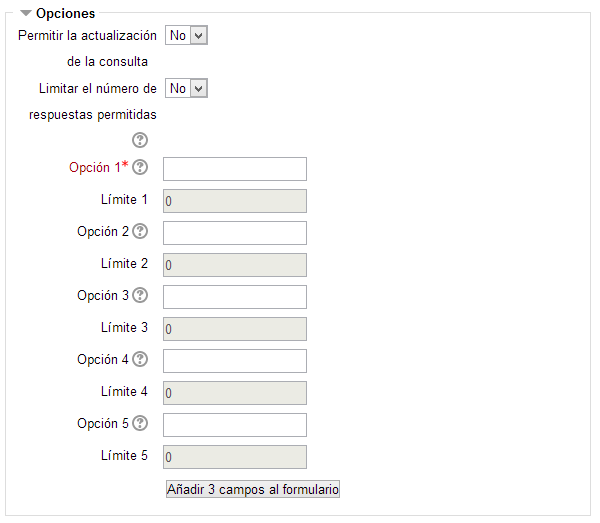 Opciones
Permitir la actualización No
de la consulta
Limitar el número de No
respuestas permitidas
?
Opción 1* ?
Límite 1 0
Opción 2 ?
Límite 2 0
Opción 3 ?
Límite 3 0
Opción 4 ?
Límite 4 0
Opción 5 ?
Límite 5 0
Añadir 3 campos al formulario